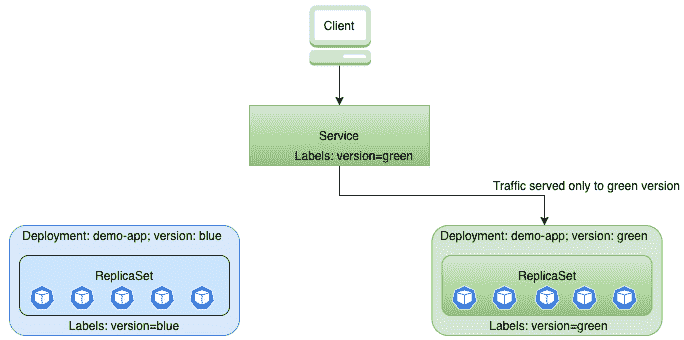 Client
Service
Labels: version=green
Traffic served only to green version
Deployment: demo-app; version: blue
ReplicaSet
Labels: version=blue
Deployment: demo-app; version: green
ReplicaSet
Labels: version=green